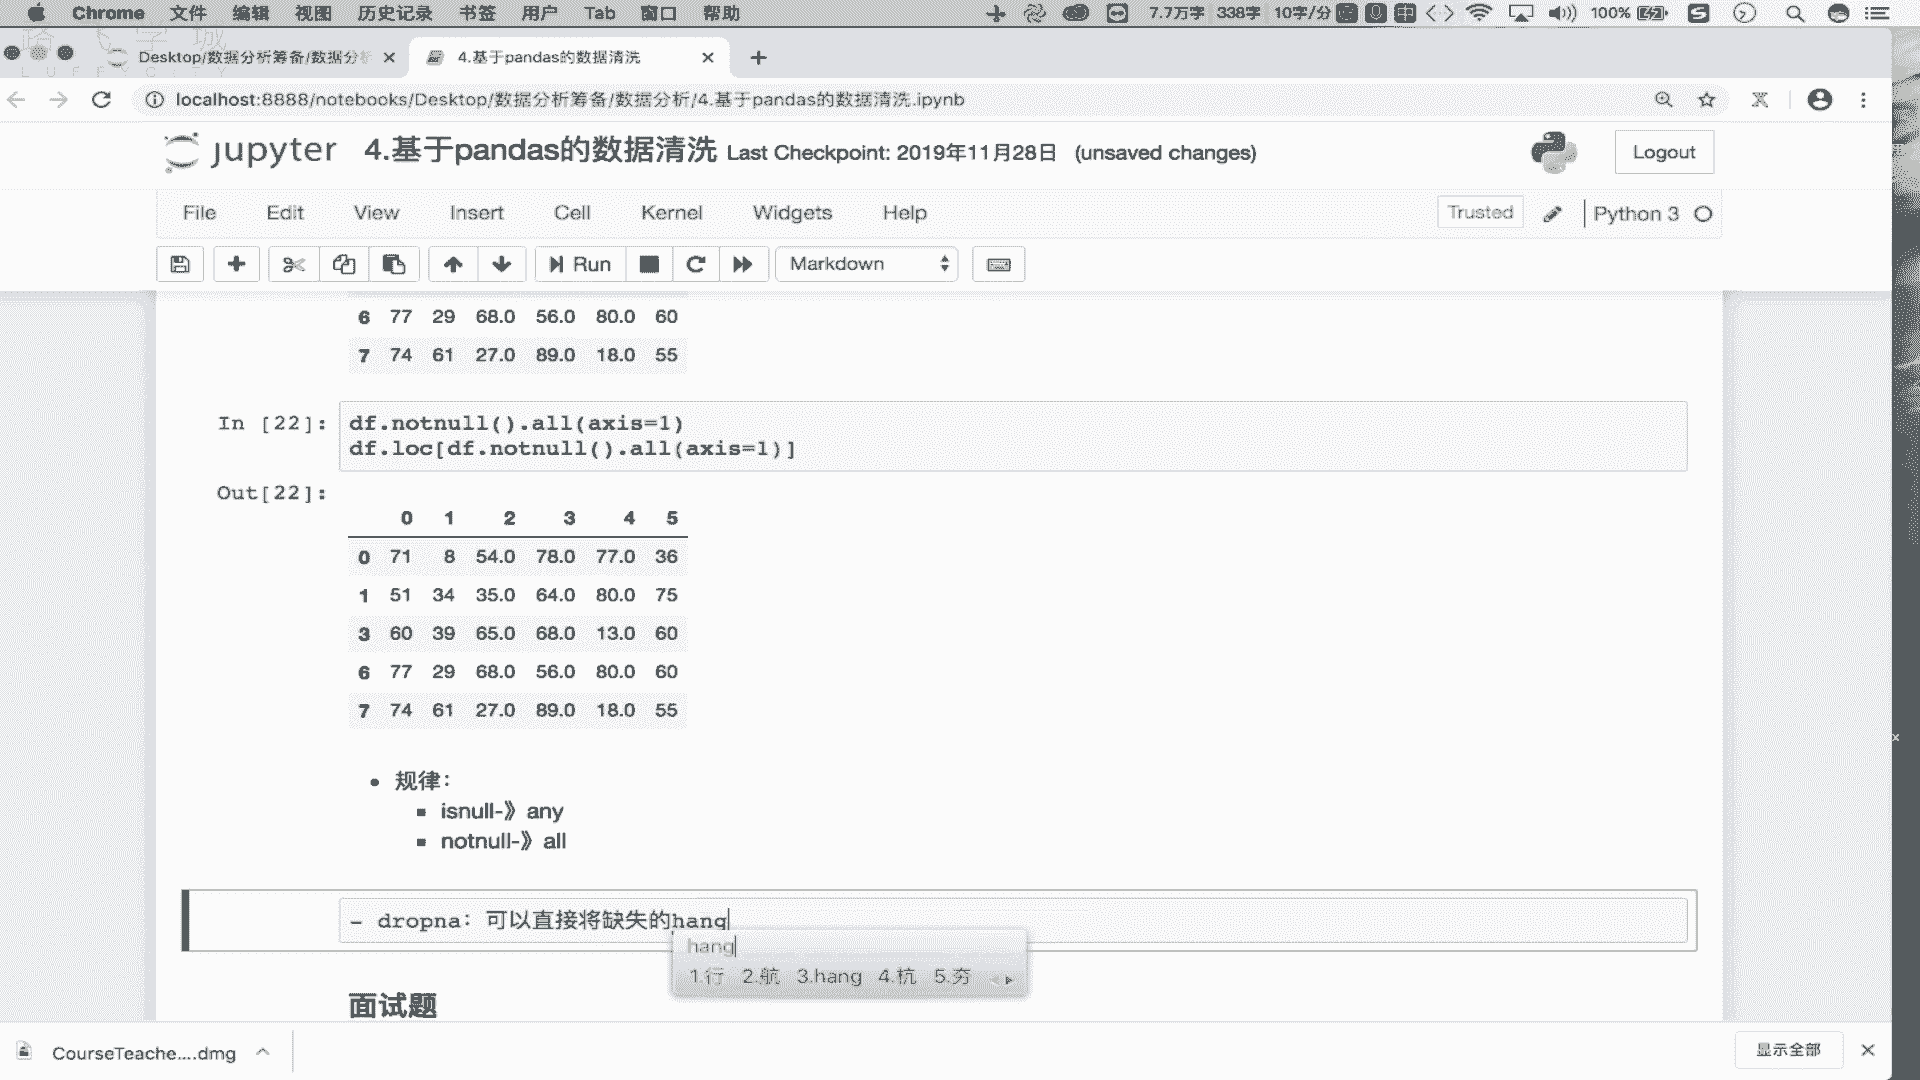 Chrome 文件 编辑 视图 历史记录 书签 用户 Tab 窗口 帮助 7.7万字 338字 10字/分 中 100%
Desktop/数据分析筹备/数据分析
4.基于pandas的数据清洗
localhost:8888/notebooks/Desktop/数据分析筹备/数据分析/4.基于pandas的数据清洗.ipynb
jupyter 4.基于pandas的数据清洗 Last Checkpoint: 2019年11月28日 (unsaved changes) Logout
File Edit View Insert Cell Kernel Widgets Help Trusted Python 3
Run Markdown
6 77 29 68.0 56.0 80.0 60
7 74 61 27.0 89.0 18.0 55
In [22]: df.notnull().all(axis=1)
df.loc[df.notnull().all(axis=1)]
Out[22]:
0 1 2 3 4 5
0 71 8 54.0 78.0 77.0 36
1 51 34 35.0 64.0 80.0 75
3 60 39 65.0 68.0 13.0 60
6 77 29 68.0 56.0 80.0 60
7 74 61 27.0 89.0 18.0 55
规律：
isnull-》any
notnull-》all
- dropna：可以直接将缺失的hang
hang
1.行 2.航 3.hang 4.杭 5.夯
面试题
CourseTeache....dmg 显示全部